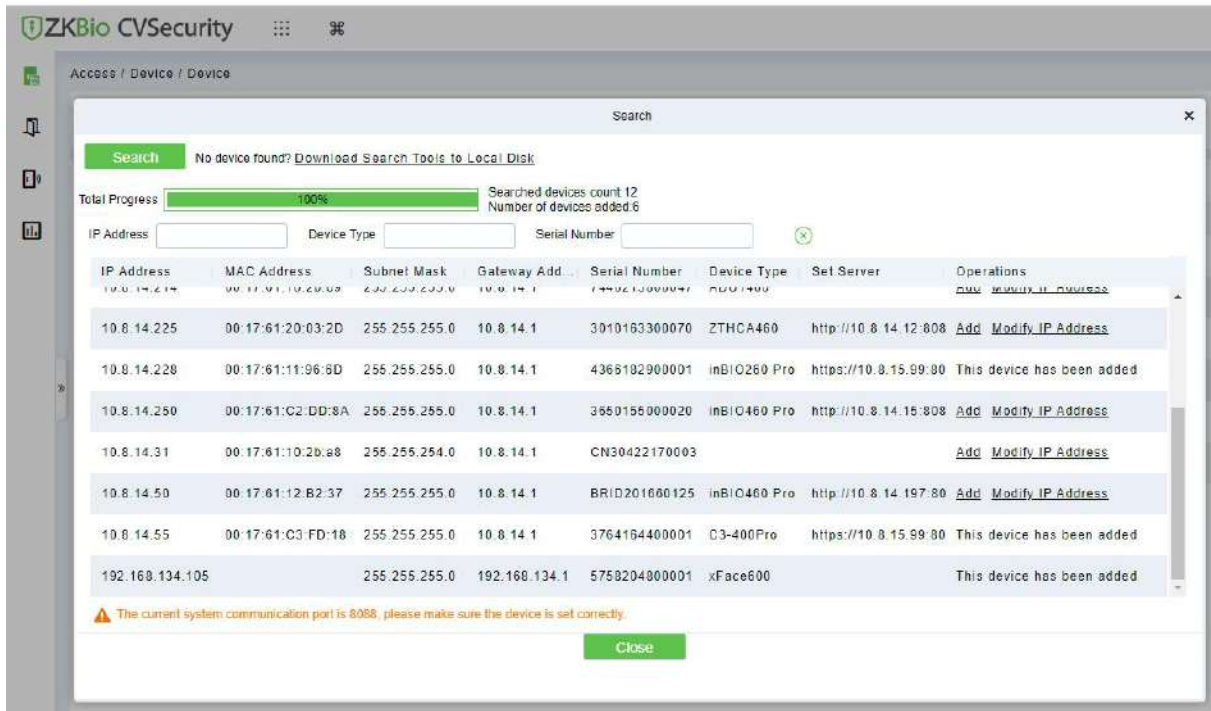 ZKBio CVSecurity
Access / Device / Device
Search
Search No device found? Download Search Tools to Local Disk
Total Progress 100% Searched devices count 12
Number of devices added:6
IP Address Device Type Serial Number
IP Address MAC Address Subnet Mask Gateway Add... Serial Number Device Type Set Server Operations
10.8.14.225 00:17:61:20:03:2D 255.255.255.0 10.8.14.1 3010163300070 ZTHCA460 http://10.8.14.12:808 Add Modify IP Address
10.8.14.228 00:17:61:11:96:6D 255.255.255.0 10.8.14.1 4366182900001 inBIO260 Pro https://10.8.15.99:80 This device has been added
10.8.14.250 00:17:61:C2:DD:8A 255.255.255.0 10.8.14.1 3650155000020 inBIO460 Pro http://10.8.14.15:808 Add Modify IP Address
10.8.14.31 00:17:61:10:2b:a8 255.255.254.0 10.8.14.1 CN30422170003 Add Modify IP Address
10.8.14.50 00:17:61:12:B2:37 255.255.255.0 10.8.14.1 BRID201660125 inBIO460 Pro http://10.8.14.197:80 Add Modify IP Address
10.8.14.55 00:17:61:C3:FD:18 255.255.255.0 10.8.14.1 3764164400001 C3-400Pro https://10.8.15.99:80 This device has been added
192.168.134.105 255.255.255.0 192.168.134.1 5758204800001 xFace600 This device has been added
The current system communication port is 8088, please make sure the device is set correctly.
Close